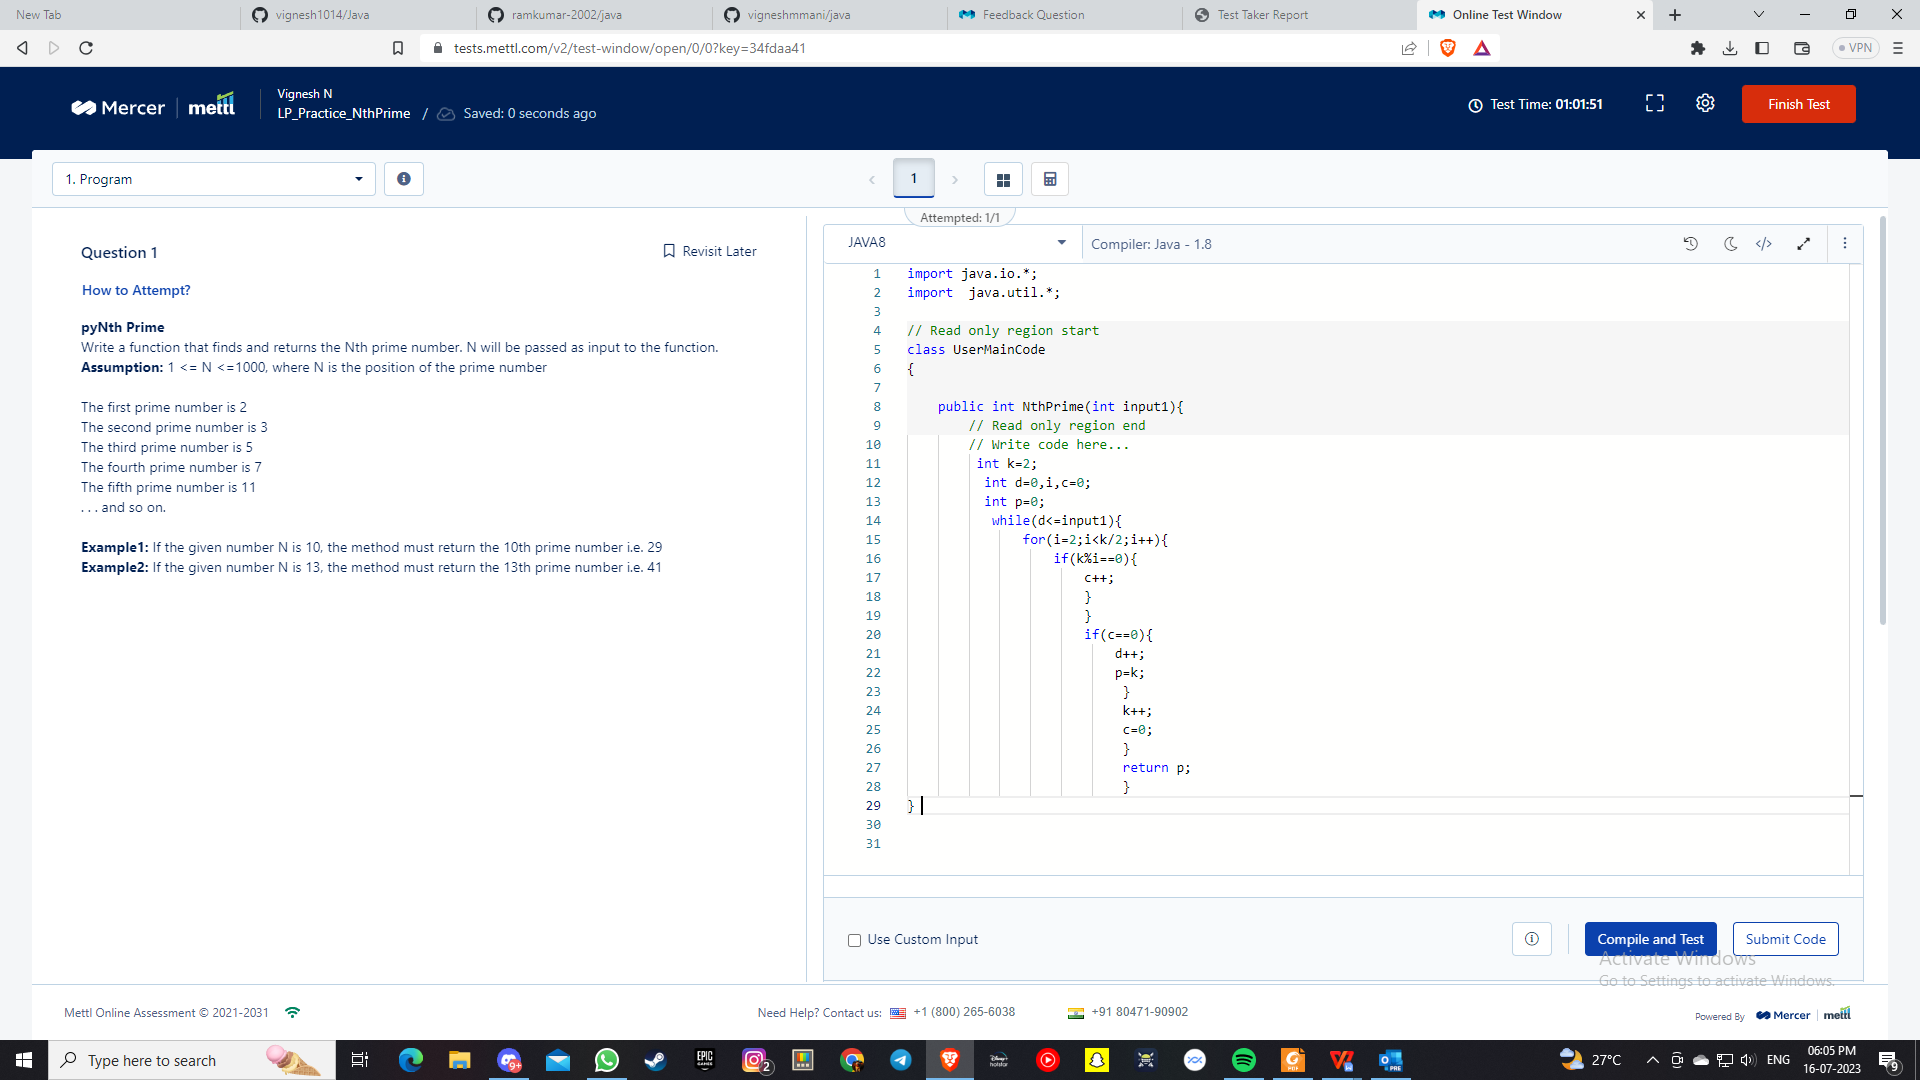 New Tab
vignesh1014/Java
ramkumar-2002/java
vigneshmmani/java
Feedback Question
Test Taker Report
Online Test Window
tests.mettl.com/v2/test-window/open/0/0?key=34fdaa41
VPN
Mercer | mettl
Vignesh N
LP_Practice_NthPrime / Saved: 0 seconds ago
Test Time: 01:01:51
Finish Test
1. Program
1
Attempted: 1/1
Question 1
Revisit Later
How to Attempt?
pyNth Prime
Write a function that finds and returns the Nth prime number. N will be passed as input to the function.
Assumption: 1 <= N <=1000, where N is the position of the prime number
The first prime number is 2
The second prime number is 3
The third prime number is 5
The fourth prime number is 7
The fifth prime number is 11
. . . and so on.
Example1: If the given number N is 10, the method must return the 10th prime number i.e. 29
Example2: If the given number N is 13, the method must return the 13th prime number i.e. 41
JAVA8
Compiler: Java - 1.8
1 import java.io.*;
2 import  java.util.*;
3
4 // Read only region start
5 class UserMainCode
6 {
7
8 public int NthPrime(int input1){
9 // Read only region end
10 // Write code here...
11 int k=2;
12 int d=0,i,c=0;
13 int p=0;
14 while(d<=input1){
15 for(i=2;i<k/2;i++){
16 if(k%i==0){
17 c++;
18 }
19 }
20 if(c==0){
21 d++;
22 p=k;
23 }
24 k++;
25 c=0;
26 }
27 return p;
28 }
29 }
30
31
Use Custom Input
Compile and Test
Submit Code
Activate Windows
Go to Settings to activate Windows.
Mettl Online Assessment © 2021-2031
Need Help? Contact us: +1 (800) 265-6038
+91 80471-90902
Powered By Mercer | mettl
Type here to search
9+
EPIC GAMES
2
27°C
ENG
06:05 PM
16-07-2023
9